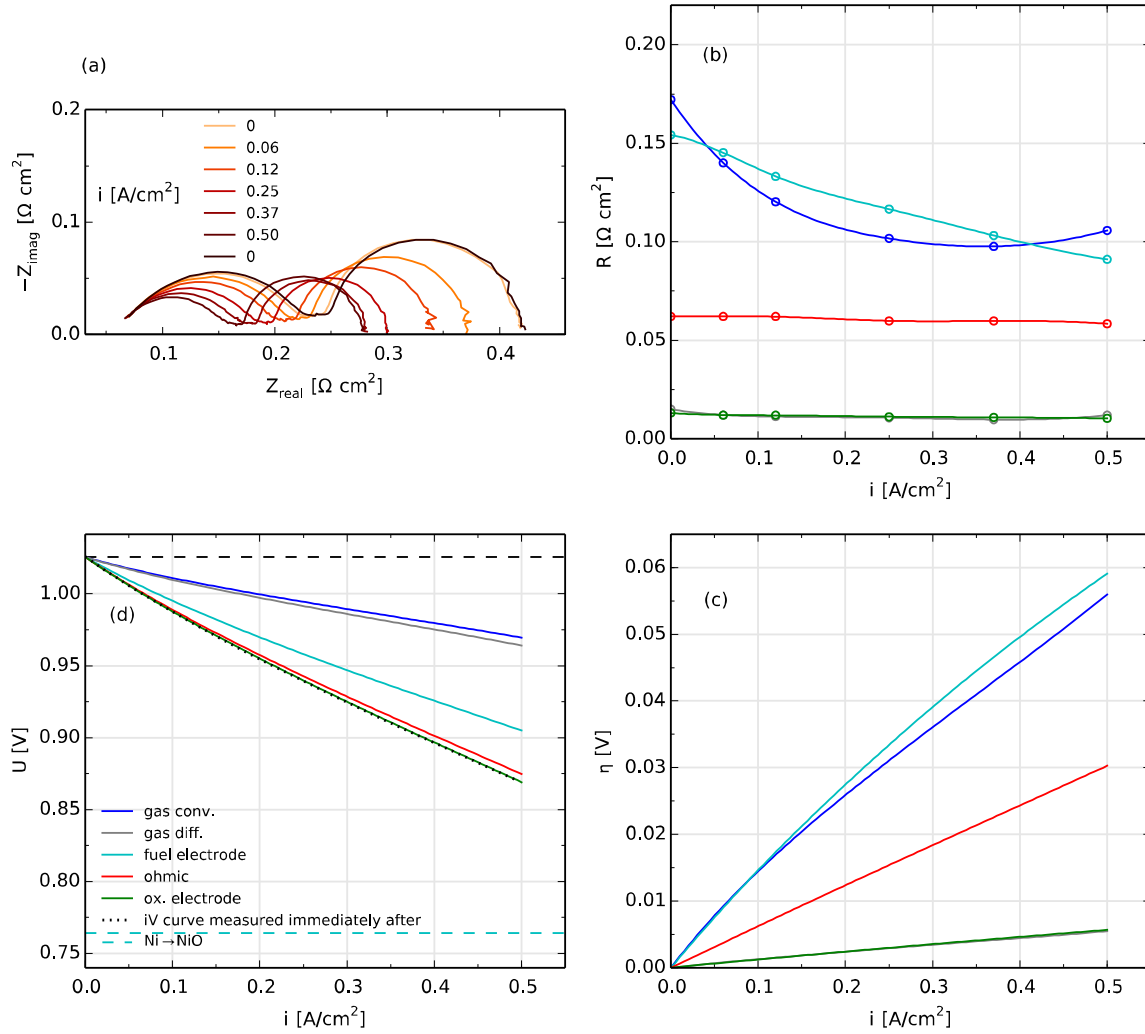 (a)
0.2
0.1
0.0
−Z_imag [Ω cm²]
i [A/cm²]
0
0.06
0.12
0.25
0.37
0.50
0
0.1 0.2 0.3 0.4
Z_real [Ω cm²]
(b)
0.20
0.15
0.10
0.05
0.00
R [Ω cm²]
0.0 0.1 0.2 0.3 0.4 0.5
i [A/cm²]
(d)
1.00
0.95
0.90
0.85
0.80
0.75
U [V]
gas conv.
gas diff.
fuel electrode
ohmic
ox. electrode
iV curve measured immediately after
Ni→NiO
0.0 0.1 0.2 0.3 0.4 0.5
i [A/cm²]
(c)
0.06
0.05
0.04
0.03
0.02
0.01
0.00
η [V]
0.0 0.1 0.2 0.3 0.4 0.5
i [A/cm²]